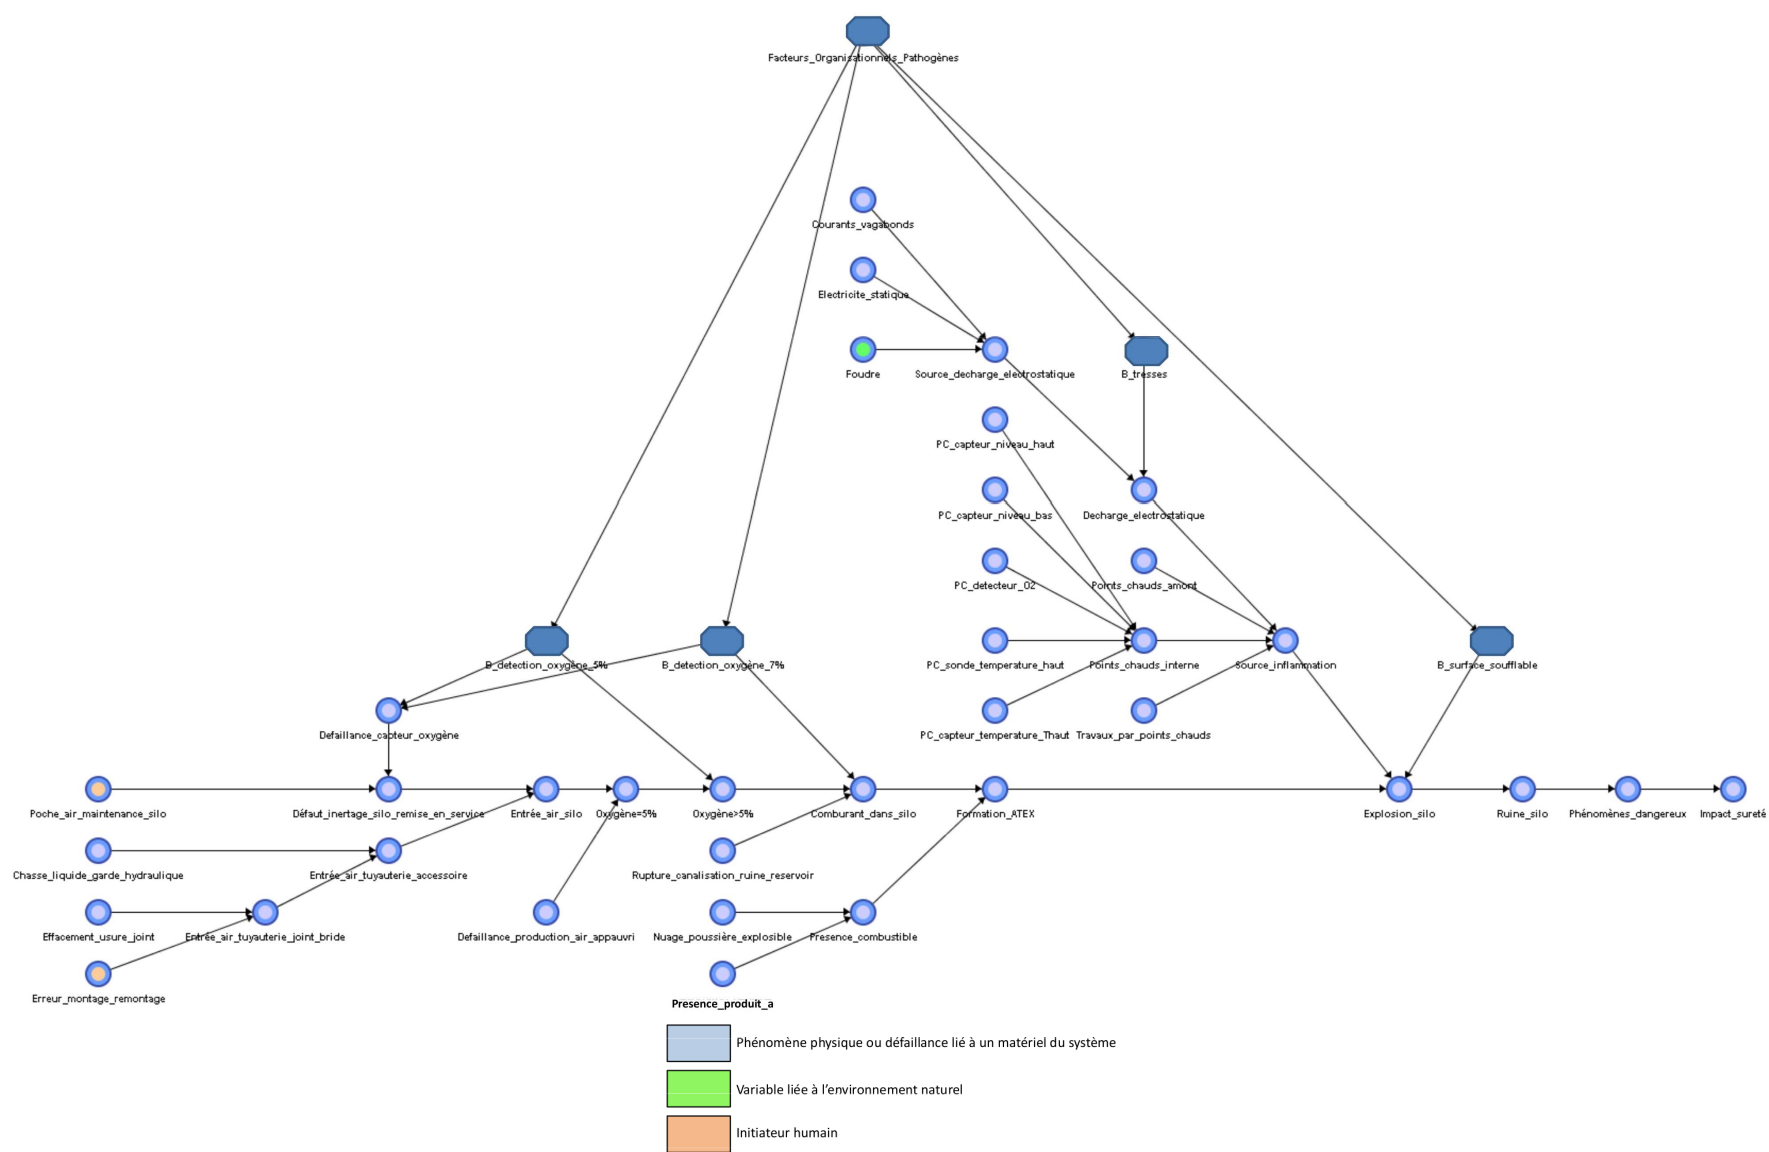 Facteurs_Organisationnels_Pathogènes
Courants_vagabonds
Electricite_statique
Foudre
Source_decharge_electrostatique
B_tresses
PC_capteur_niveau_haut
PC_capteur_niveau_bas
Decharge_electrostatique
PC_detecteur_O2
Points_chauds_amont
B_detection_oxygène_5%
B_detection_oxygène_7%
PC_sonde_temperature_haut
Points_chauds_interne
Source_inflammation
B_surface_soufflable
Defaillance_capteur_oxygène
PC_capteur_temperature_Thaut
Travaux_par_points_chauds
Poche_air_maintenance_silo
Défaut_inertage_silo_remise_en_service
Entrée_air_silo
Oxygène=5%
Oxygène>5%
Comburant_dans_silo
Formation_ATEX
Explosion_silo
Ruine_silo
Phénomènes_dangereux
Impact_sureté
Chasse_liquide_garde_hydraulique
Entrée_air_tuyauterie_accessoire
Rupture_canalisation_ruine_reservoir
Effacement_usure_joint
Entrée_air_tuyauterie_joint_bride
Defaillance_production_air_appauvri
Nuage_poussière_explosible
Presence_combustible
Erreur_montage_remontage
Presence_produit_a
Phénomène physique ou défaillance lié à un matériel du système
Variable liée à l'environnement naturel
Initiateur humain